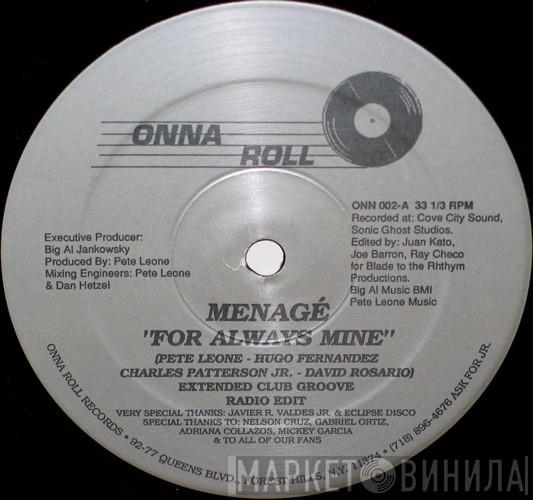 ONNA
ROLL
ONN 002-A 33 1/3 RPM
Recorded at: Cove City Sound,
Sonic Ghost Studios.
Edited by: Juan Kato,
Joe Barron, Ray Checo
for Blade to the Rhthym
Productions.
Big Al Music BMI
Pete Leone Music
Executive Producer:
Big Al Jankowsky
Produced By: Pete Leone
Mixing Engineers: Pete Leone
& Dan Hetzel
MENAGÉ
"FOR ALWAYS MINE"
(PETE LEONE - HUGO FERNANDEZ
CHARLES PATTERSON JR. - DAVID ROSARIO)
EXTENDED CLUB GROOVE
RADIO EDIT
VERY SPECIAL THANKS: JAVIER R. VALDES JR. & ECLIPSE DISCO
SPECIAL THANKS TO: NELSON CRUZ, GABRIEL ORTIZ,
ADRIANA COLLAZOS, MICKEY GARCIA
& TO ALL OF OUR FANS
ONNA ROLL RECORDS • 92-77 QUEENS BLVD., FOREST HILLS, N.Y. 11374 • (718) 896-4676 ASK FOR JR.
МАРКЕТ ВИНИЛА